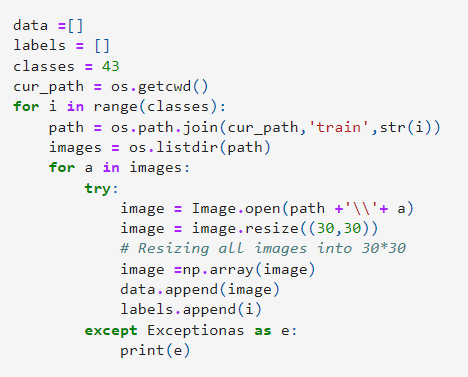 data =[]
labels = []
classes = 43
cur_path = os.getcwd()
for i in range(classes):
    path = os.path.join(cur_path,'train',str(i))
    images = os.listdir(path)
    for a in images:
        try:
            image = Image.open(path +'\\'+ a)
            image = image.resize((30,30))
            # Resizing all images into 30*30
            image =np.array(image)
            data.append(image)
            labels.append(i)
        except Exceptionas as e:
            print(e)